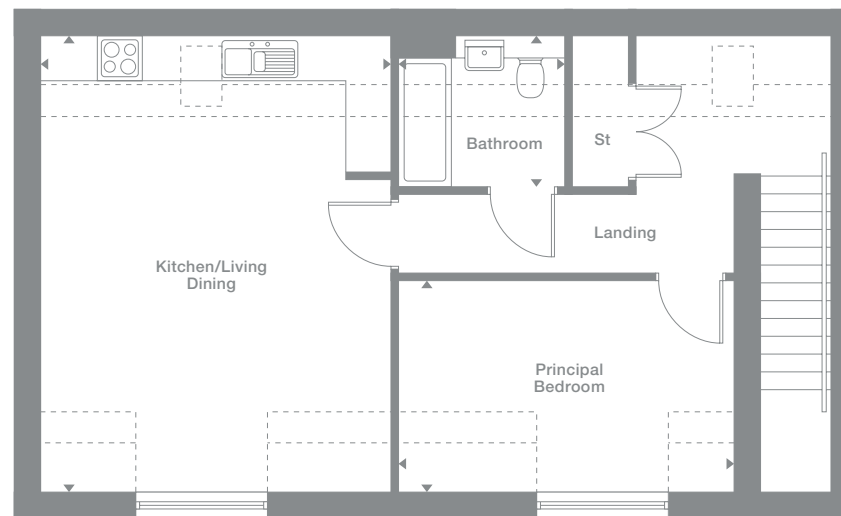 Bathroom
St
Landing
Kitchen/Living
Dining
Principal
Bedroom